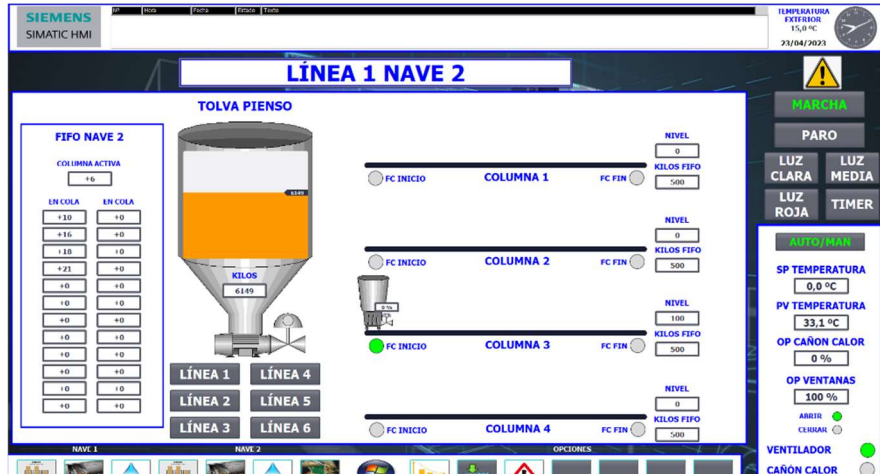 SIEMENS
SIMATIC HMI
Nº Hora Fecha Estado Texto
TEMPERATURA
EXTERIOR
15,0 ºC
23/04/2023
LÍNEA 1 NAVE 2
MARCHA
PARO
LUZ CLARA
LUZ MEDIA
LUZ ROJA
TIMER
FIFO NAVE 2
COLUMNA ACTIVA
+6
EN COLA EN COLA
+10 +0
+16 +0
+18 +0
+21 +0
+0 +0
+0 +0
+0 +0
+0 +0
+0 +0
+0 +0
+0 +0
+0 +0
TOLVA PIENSO
6149
KILOS
6149
LÍNEA 1 LÍNEA 4
LÍNEA 2 LÍNEA 5
LÍNEA 3 LÍNEA 6
NIVEL
0
KILOS FIFO
500
FC INICIO COLUMNA 1 FC FIN
NIVEL
0
KILOS FIFO
500
FC INICIO COLUMNA 2 FC FIN
0 %
NIVEL
100
KILOS FIFO
500
FC INICIO COLUMNA 3 FC FIN
NIVEL
0
KILOS FIFO
500
FC INICIO COLUMNA 4 FC FIN
AUTO/MAN
SP TEMPERATURA
0,0 ºC
PV TEMPERATURA
33,1 ºC
OP CAÑON CALOR
0 %
OP VENTANAS
100 %
ABRIR
CERRAR
VENTILADOR
CAÑÓN CALOR
NAVE 1 NAVE 2 OPCIONES